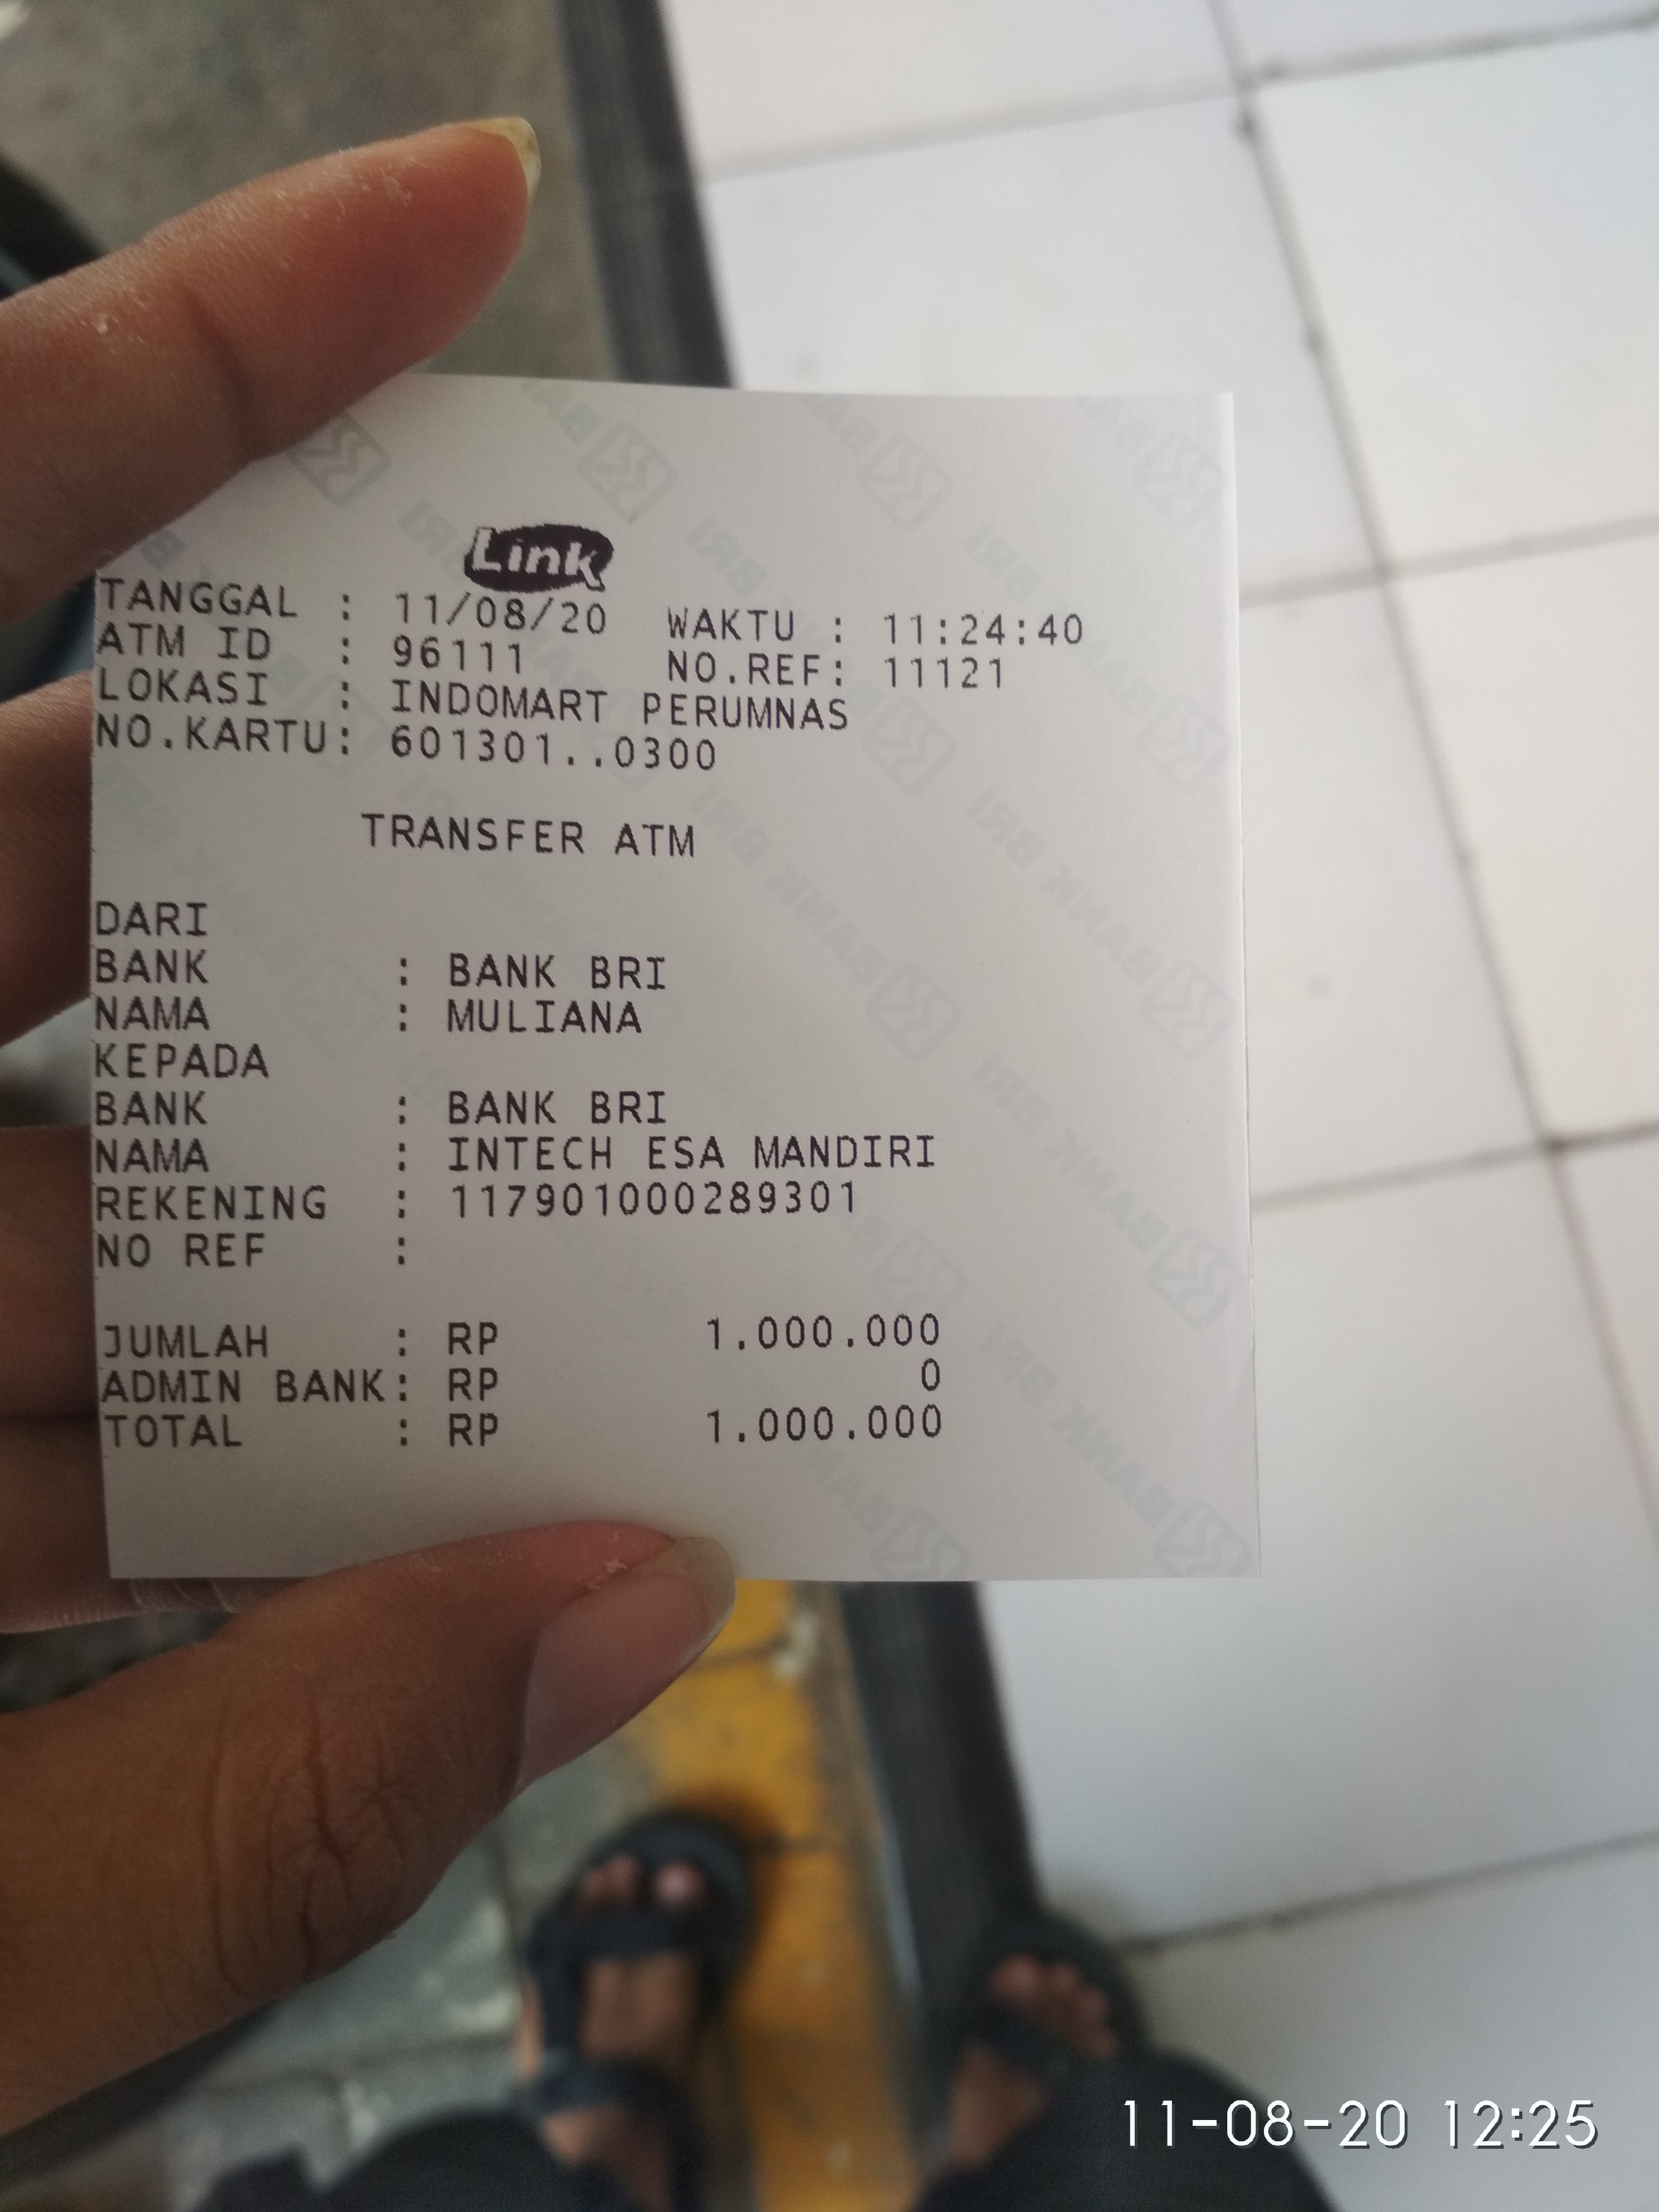 Link
TANGGAL : 11/08/20 WAKTU : 11:24:40
ATM ID : 96111 NO.REF: 11121
LOKASI : INDOMART PERUMNAS
NO.KARTU: 601301..0300
TRANSFER ATM
DARI
BANK : BANK BRI
NAMA : MULIANA
KEPADA
BANK : BANK BRI
NAMA : INTECH ESA MANDIRI
REKENING : 117901000289301
NO REF :
JUMLAH : RP 1.000.000
ADMIN BANK: RP 0
TOTAL : RP 1.000.000
11-08-20 12:25